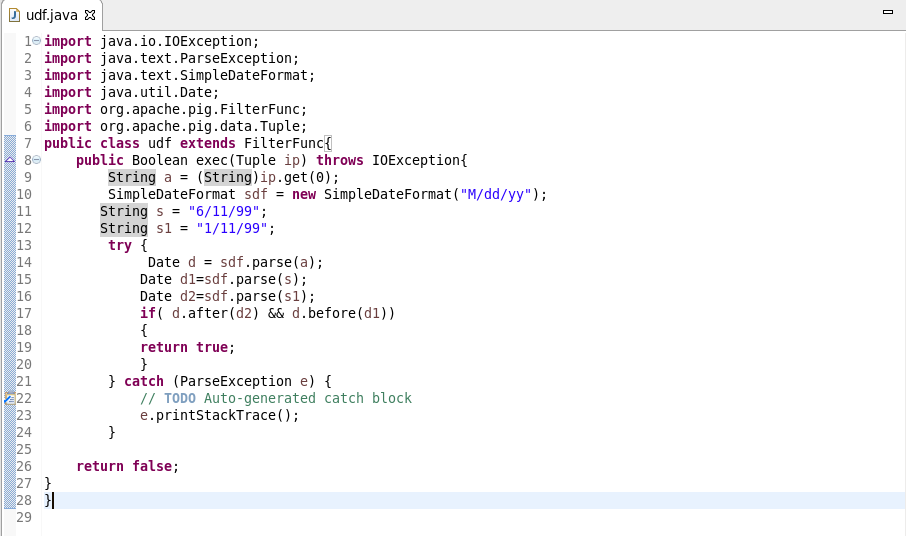 udf.java
1 import java.io.IOException;
2 import java.text.ParseException;
3 import java.text.SimpleDateFormat;
4 import java.util.Date;
5 import org.apache.pig.FilterFunc;
6 import org.apache.pig.data.Tuple;
7 public class udf extends FilterFunc{
8     public Boolean exec(Tuple ip) throws IOException{
9         String a = (String)ip.get(0);
10         SimpleDateFormat sdf = new SimpleDateFormat("M/dd/yy");
11        String s = "6/11/99";
12        String s1 = "1/11/99";
13         try {
14              Date d = sdf.parse(a);
15             Date d1=sdf.parse(s);
16             Date d2=sdf.parse(s1);
17             if( d.after(d2) && d.before(d1))
18             {
19             return true;
20             }
21         } catch (ParseException e) {
22             // TODO Auto-generated catch block
23             e.printStackTrace();
24         }
25
26     return false;
27 }
28 }
29